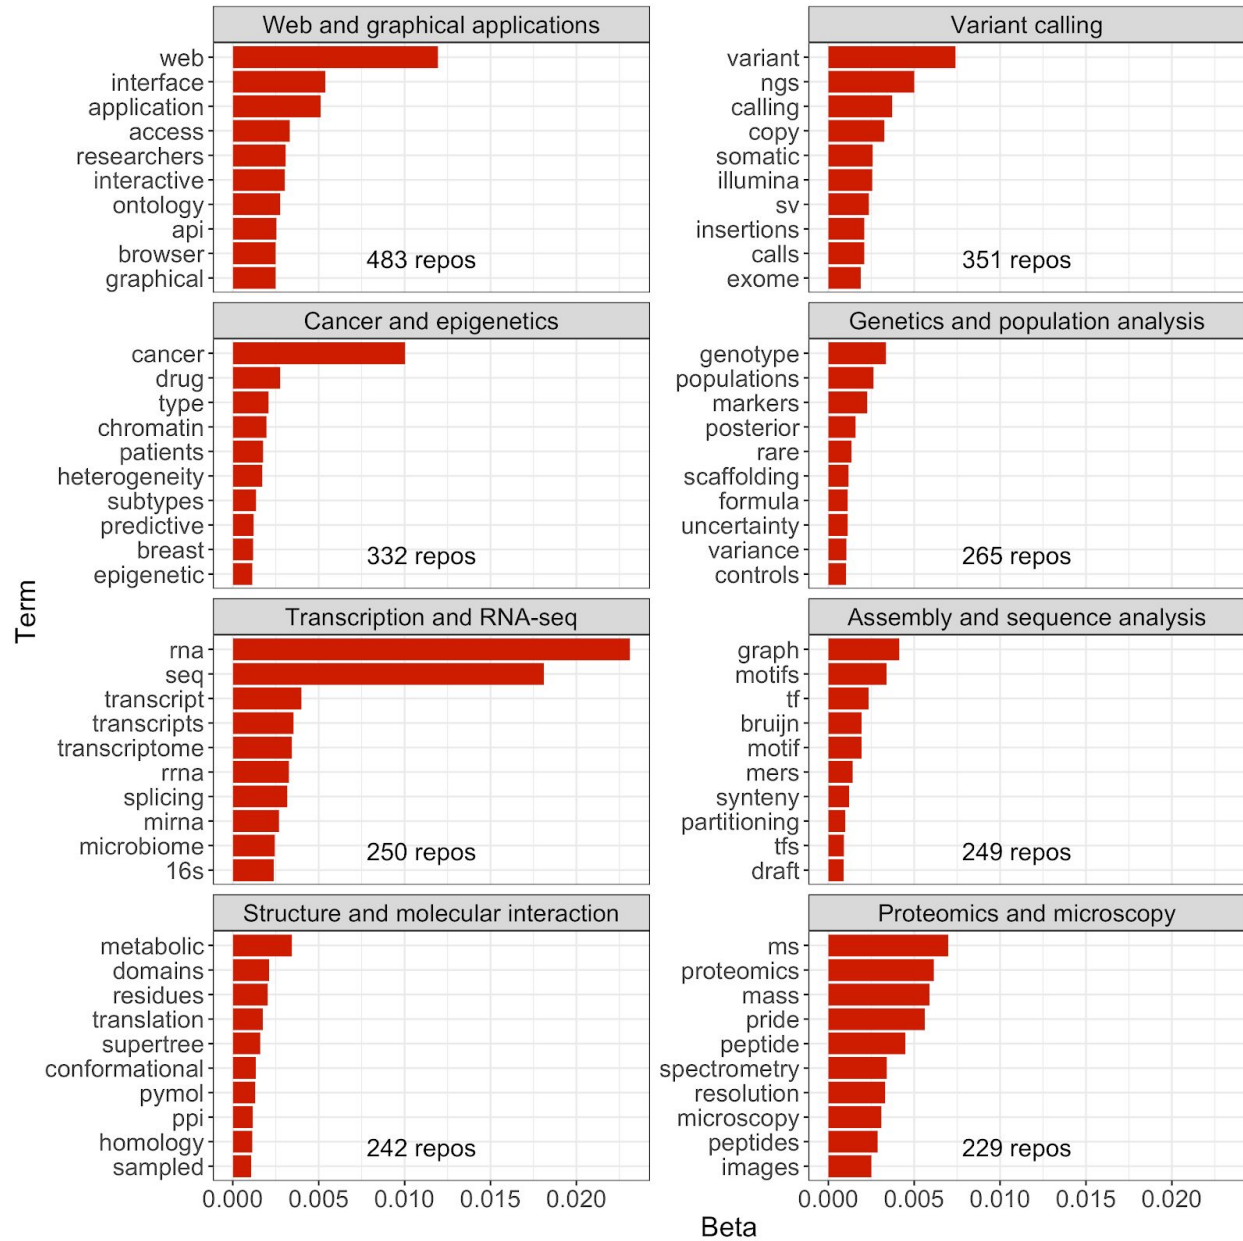 Web and graphical applications
web
interface
application
access
researchers
interactive
ontology
api
browser
graphical
483 repos
Variant calling
variant
ngs
calling
copy
somatic
illumina
sv
insertions
calls
exome
351 repos
Cancer and epigenetics
cancer
drug
type
chromatin
patients
heterogeneity
subtypes
predictive
breast
epigenetic
332 repos
Genetics and population analysis
genotype
populations
markers
posterior
rare
scaffolding
formula
uncertainty
variance
controls
265 repos
Term
Transcription and RNA-seq
rna
seq
transcript
transcripts
transcriptome
rrna
splicing
mirna
microbiome
16s
250 repos
Assembly and sequence analysis
graph
motifs
tf
bruijn
motif
mers
synteny
partitioning
tfs
draft
249 repos
Structure and molecular interaction
metabolic
domains
residues
translation
supertree
conformational
pymol
ppi
homology
sampled
242 repos
0.000 0.005 0.010 0.015 0.020
Proteomics and microscopy
ms
proteomics
mass
pride
peptide
spectrometry
resolution
microscopy
peptides
images
229 repos
0.000 0.005 0.010 0.015 0.020
Beta